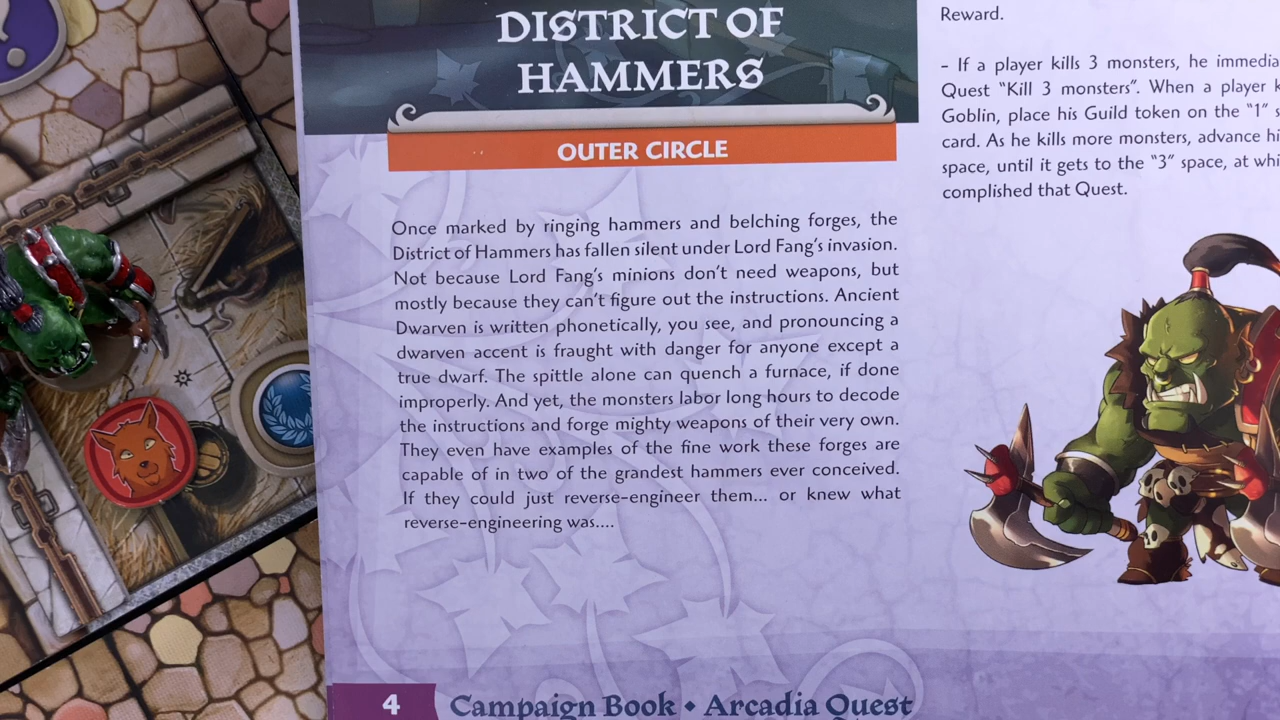 DISTRICT OF
HAMMERS
OUTER CIRCLE
Once marked by ringing hammers and belching forges, the
District of Hammers has fallen silent under Lord Fang's invasion.
Not because Lord Fang's minions don't need weapons, but
mostly because they can't figure out the instructions. Ancient
Dwarven is written phonetically, you see, and pronouncing a
dwarven accent is fraught with danger for anyone except a
true dwarf. The spittle alone can quench a furnace, if done
improperly. And yet, the monsters labor long hours to decode
the instructions and forge mighty weapons of their very own.
They even have examples of the fine work these forges are
capable of in two of the grandest hammers ever conceived.
If they could just reverse-engineer them... or knew what
reverse-engineering was....
4 Campaign Book • Arcadia Quest
Reward.
- If a player kills 3 monsters, he
Quest "Kill 3 monsters". When a player
Goblin, place his Guild token on the "1"
card. As he kills more monsters, advance
space, until it gets to the "3" space, at
complished that Quest.
?